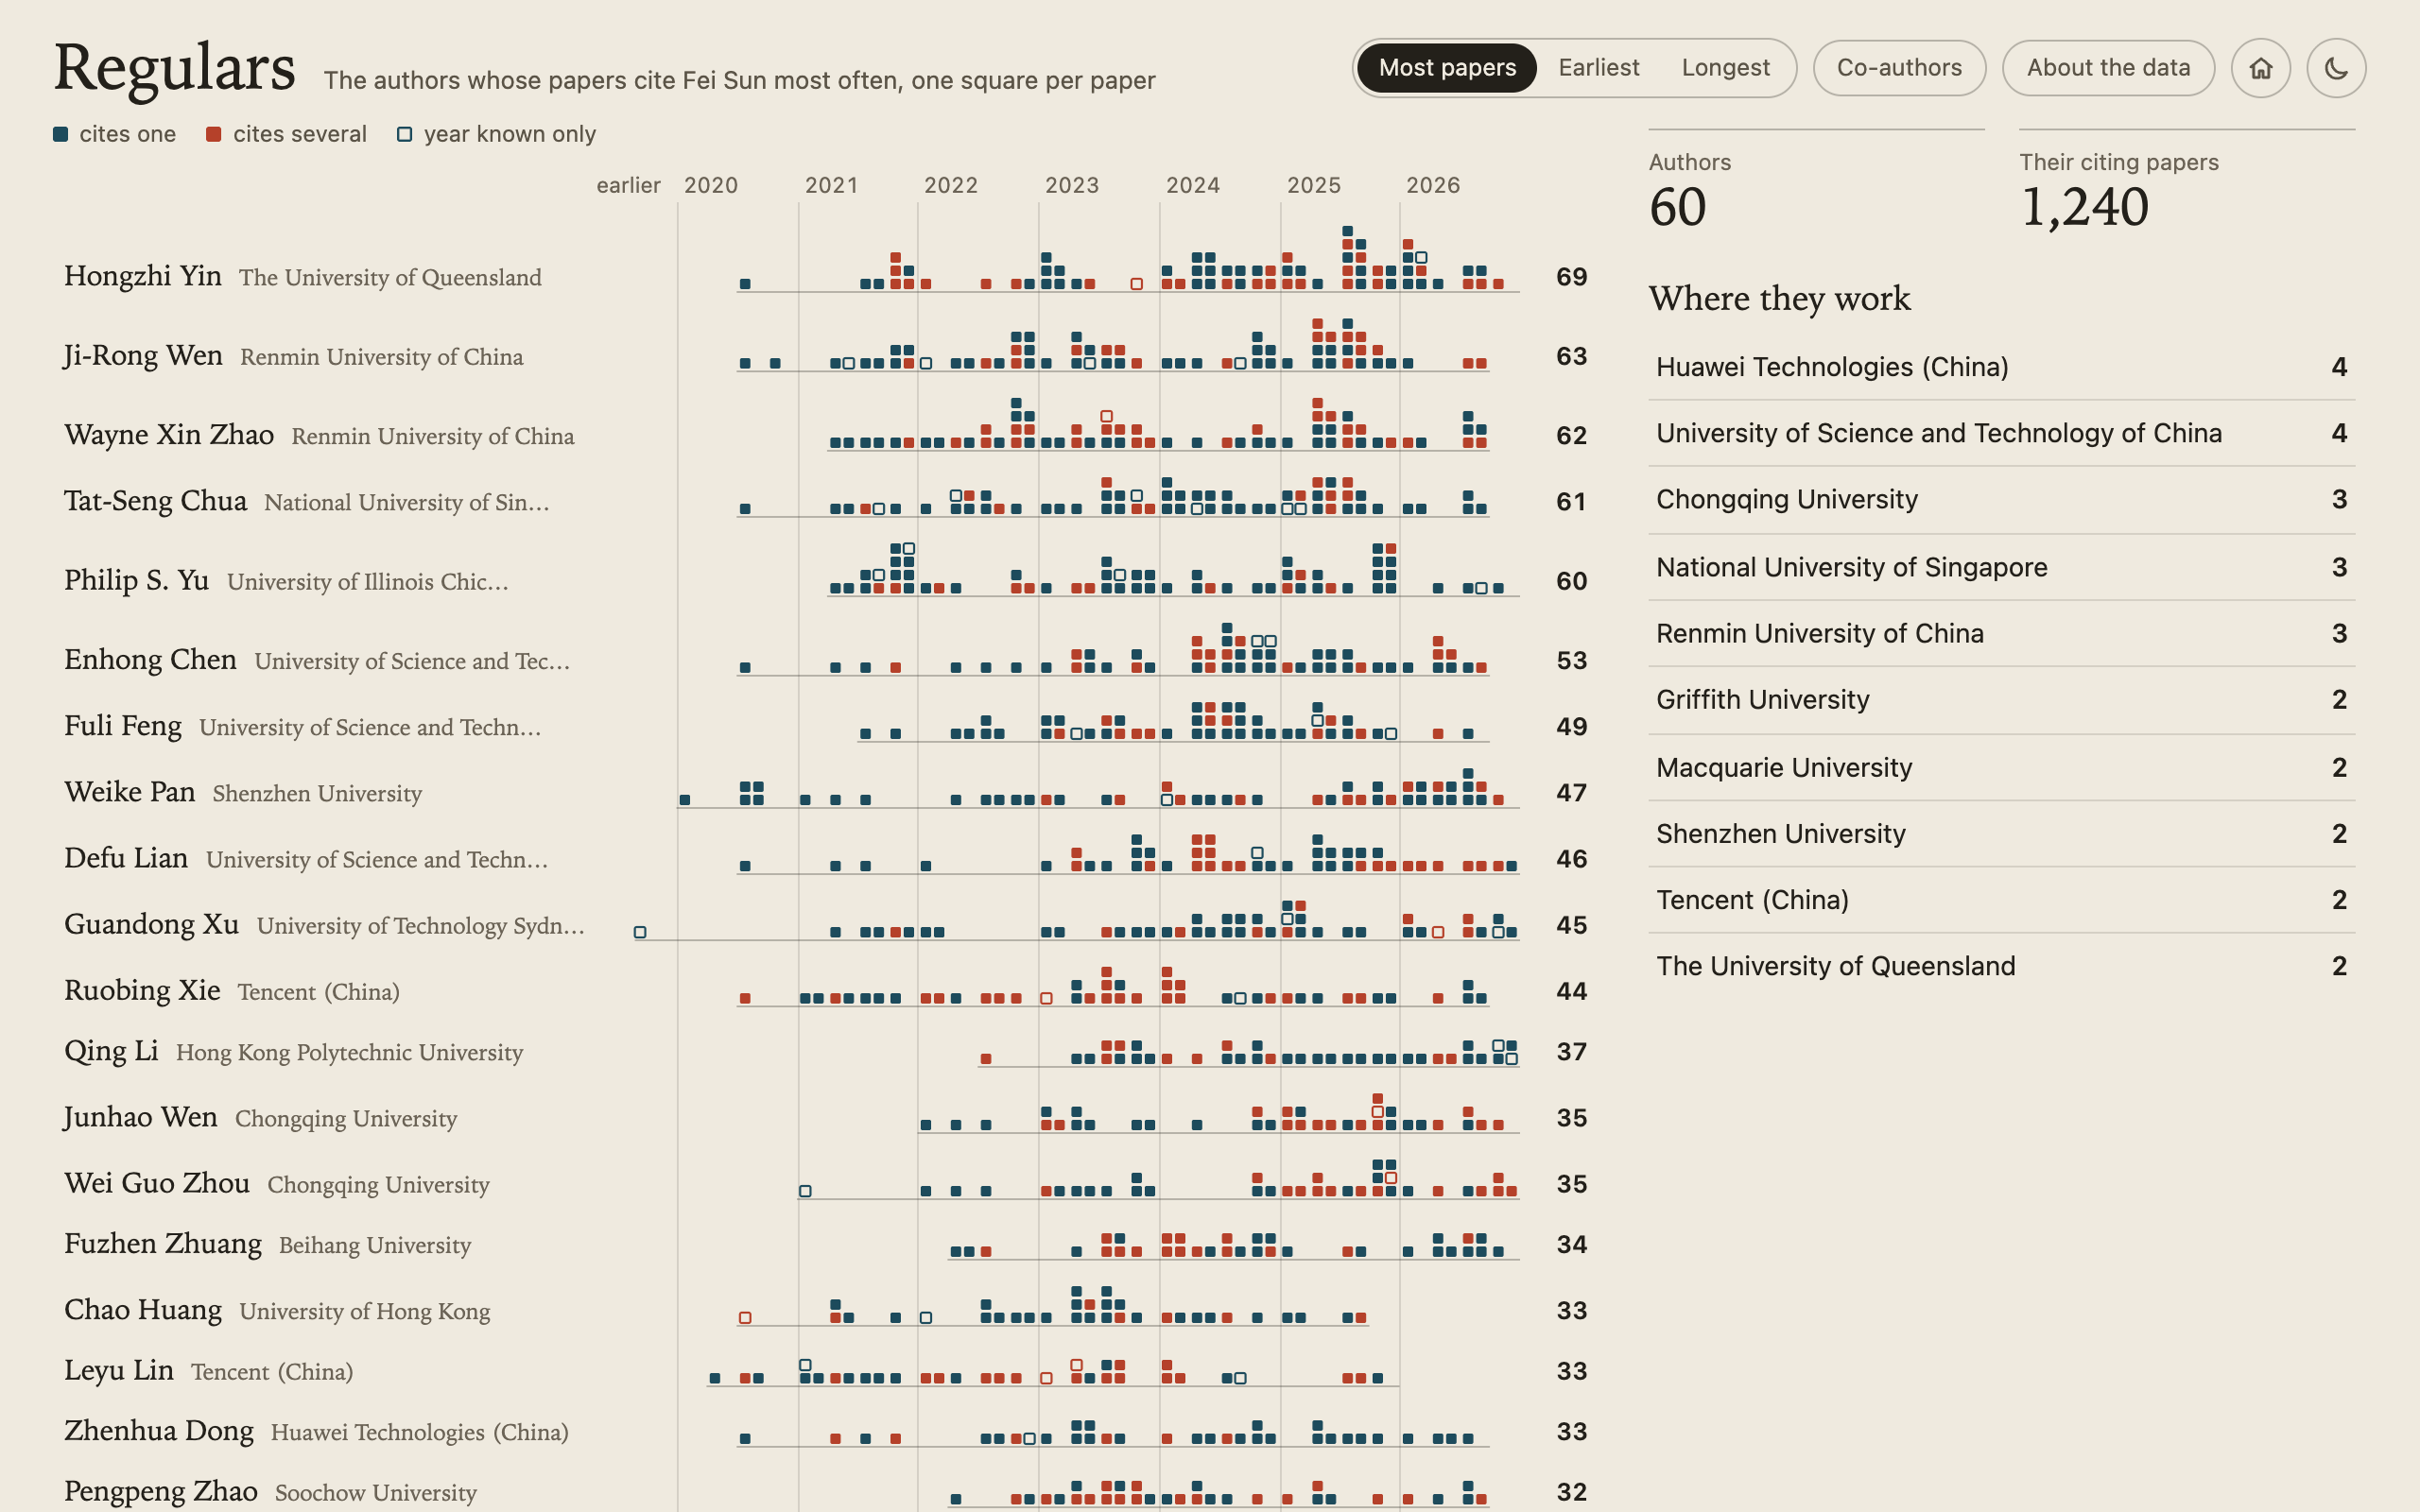 Regulars The authors whose papers cite Fei Sun most often, one square per paper
Most papers Earliest Longest Co-authors About the data
cites one cites several year known only
earlier 2020 2021 2022 2023 2024 2025 2026
Hongzhi Yin The University of Queensland 69
Ji-Rong Wen Renmin University of China 63
Wayne Xin Zhao Renmin University of China 62
Tat-Seng Chua National University of Sin... 61
Philip S. Yu University of Illinois Chic... 60
Enhong Chen University of Science and Tec... 53
Fuli Feng University of Science and Techn... 49
Weike Pan Shenzhen University 47
Defu Lian University of Science and Techn... 46
Guandong Xu University of Technology Sydn... 45
Ruobing Xie Tencent (China) 44
Qing Li Hong Kong Polytechnic University 37
Junhao Wen Chongqing University 35
Wei Guo Zhou Chongqing University 35
Fuzhen Zhuang Beihang University 34
Chao Huang University of Hong Kong 33
Leyu Lin Tencent (China) 33
Zhenhua Dong Huawei Technologies (China) 33
Pengpeng Zhao Soochow University 32
Authors
60
Their citing papers
1,240
Where they work
Huawei Technologies (China) 4
University of Science and Technology of China 4
Chongqing University 3
National University of Singapore 3
Renmin University of China 3
Griffith University 2
Macquarie University 2
Shenzhen University 2
Tencent (China) 2
The University of Queensland 2